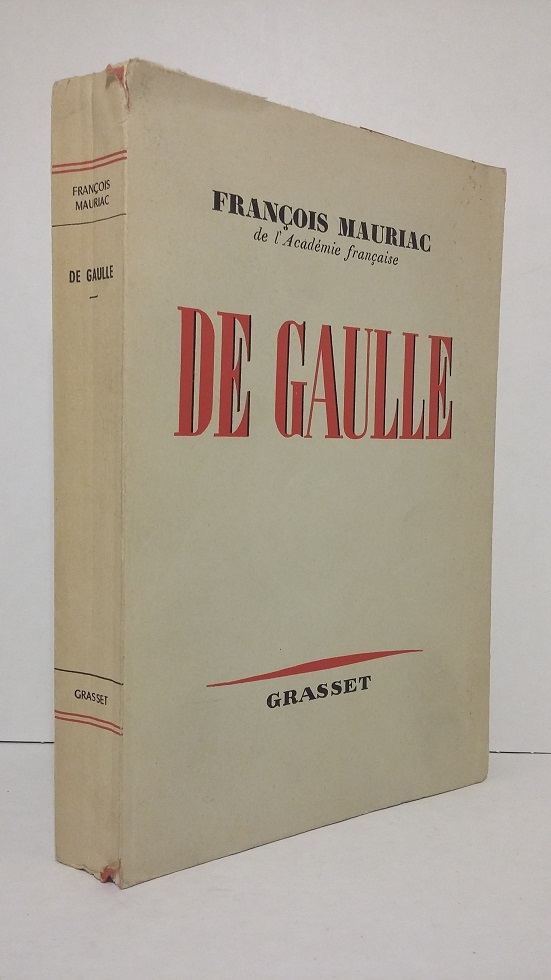 FRANÇOIS
MAURIAC
DE GAULLE
GRASSET
FRANÇOIS MAURIAC
de l'Académie française
DE GAULLE
GRASSET